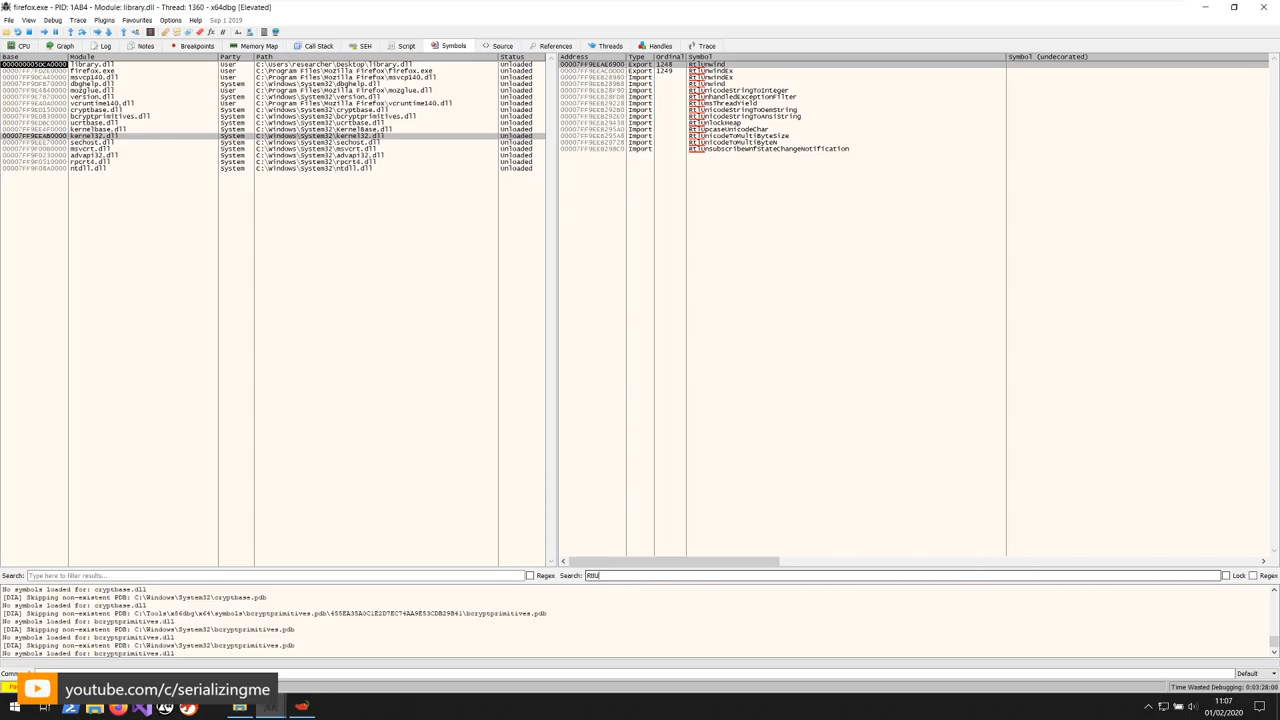 firefox.exe - PID: 1AB4 - Module: library.dll - Thread: 1360 - x64dbg [Elevated]
File View Debug Trace Plugins Favourites Options Help Sep 1 2019
CPU Graph Log Notes Breakpoints Memory Map Call Stack SEH Script Symbols Source References Threads Handles Trace
Base Module Party Path Status
library.dll User C:\Users\researcher\Desktop\library.dll Unloaded
firefox.exe User C:\Program Files\Mozilla Firefox\firefox.exe Unloaded
msvcp140.dll User C:\Program Files\Mozilla Firefox\msvcp140.dll Unloaded
dbghelp.dll System C:\Windows\System32\dbghelp.dll Unloaded
mozglue.dll User C:\Program Files\Mozilla Firefox\mozglue.dll Unloaded
version.dll System C:\Windows\System32\version.dll Unloaded
vcruntime140.dll User C:\Program Files\Mozilla Firefox\vcruntime140.dll Unloaded
cryptbase.dll System C:\Windows\System32\cryptbase.dll Unloaded
bcryptprimitives.dll System C:\Windows\System32\bcryptprimitives.dll Unloaded
ucrtbase.dll System C:\Windows\System32\ucrtbase.dll Unloaded
kernelbase.dll System C:\Windows\System32\KernelBase.dll Unloaded
kernel32.dll System C:\Windows\System32\kernel32.dll Unloaded
sechost.dll System C:\Windows\System32\sechost.dll Unloaded
msvcrt.dll System C:\Windows\System32\msvcrt.dll Unloaded
advapi32.dll System C:\Windows\System32\advapi32.dll Unloaded
rpcrt4.dll System C:\Windows\System32\rpcrt4.dll Unloaded
ntdll.dll System C:\Windows\System32\ntdll.dll Unloaded
Address Type Ordinal Symbol Symbol (undecorated)
Export 1248 RtlUnwind
Export 1249 RtlUnwindEx
Import RtlUnwindEx
Import RtlUnwind
Import RtlUnicodeStringToInteger
Import RtlUnhandledExceptionFilter
Import RtlUmsThreadYield
Import RtlUnicodeStringToOemString
Import RtlUnicodeStringToAnsiString
Import RtlUnlockHeap
Import RtlUpcaseUnicodeChar
Import RtlUnicodeToMultiByteSize
Import RtlUnicodeToMultiByteN
Import RtlUnsubscribeWnfStateChangeNotification
Search: Type here to filter results... Regex Search: RtlU Lock Regex
No symbols loaded for: cryptbase.dll
[DIA] Skipping non-existent PDB: C:\Windows\System32\cryptbase.pdb
No symbols loaded for: cryptbase.dll
No symbols loaded for: bcryptprimitives.dll
[DIA] Skipping non-existent PDB: C:\Windows\System32\bcryptprimitives.pdb
No symbols loaded for: bcryptprimitives.dll
[DIA] Skipping non-existent PDB: C:\Windows\System32\bcryptprimitives.pdb
No symbols loaded for: bcryptprimitives.dll
Default
youtube.com/c/serializingme
Time Wasted Debugging: 0:03:28:00
11:07
01/02/2020